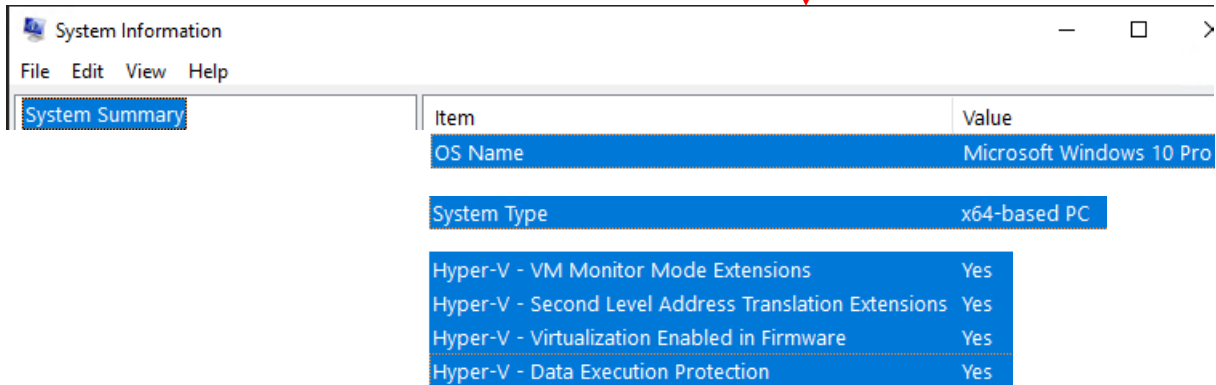 System Information
File Edit View Help
System Summary
Item Value
OS Name Microsoft Windows 10 Pro
System Type x64-based PC
Hyper-V - VM Monitor Mode Extensions Yes
Hyper-V - Second Level Address Translation Extensions Yes
Hyper-V - Virtualization Enabled in Firmware Yes
Hyper-V - Data Execution Protection Yes